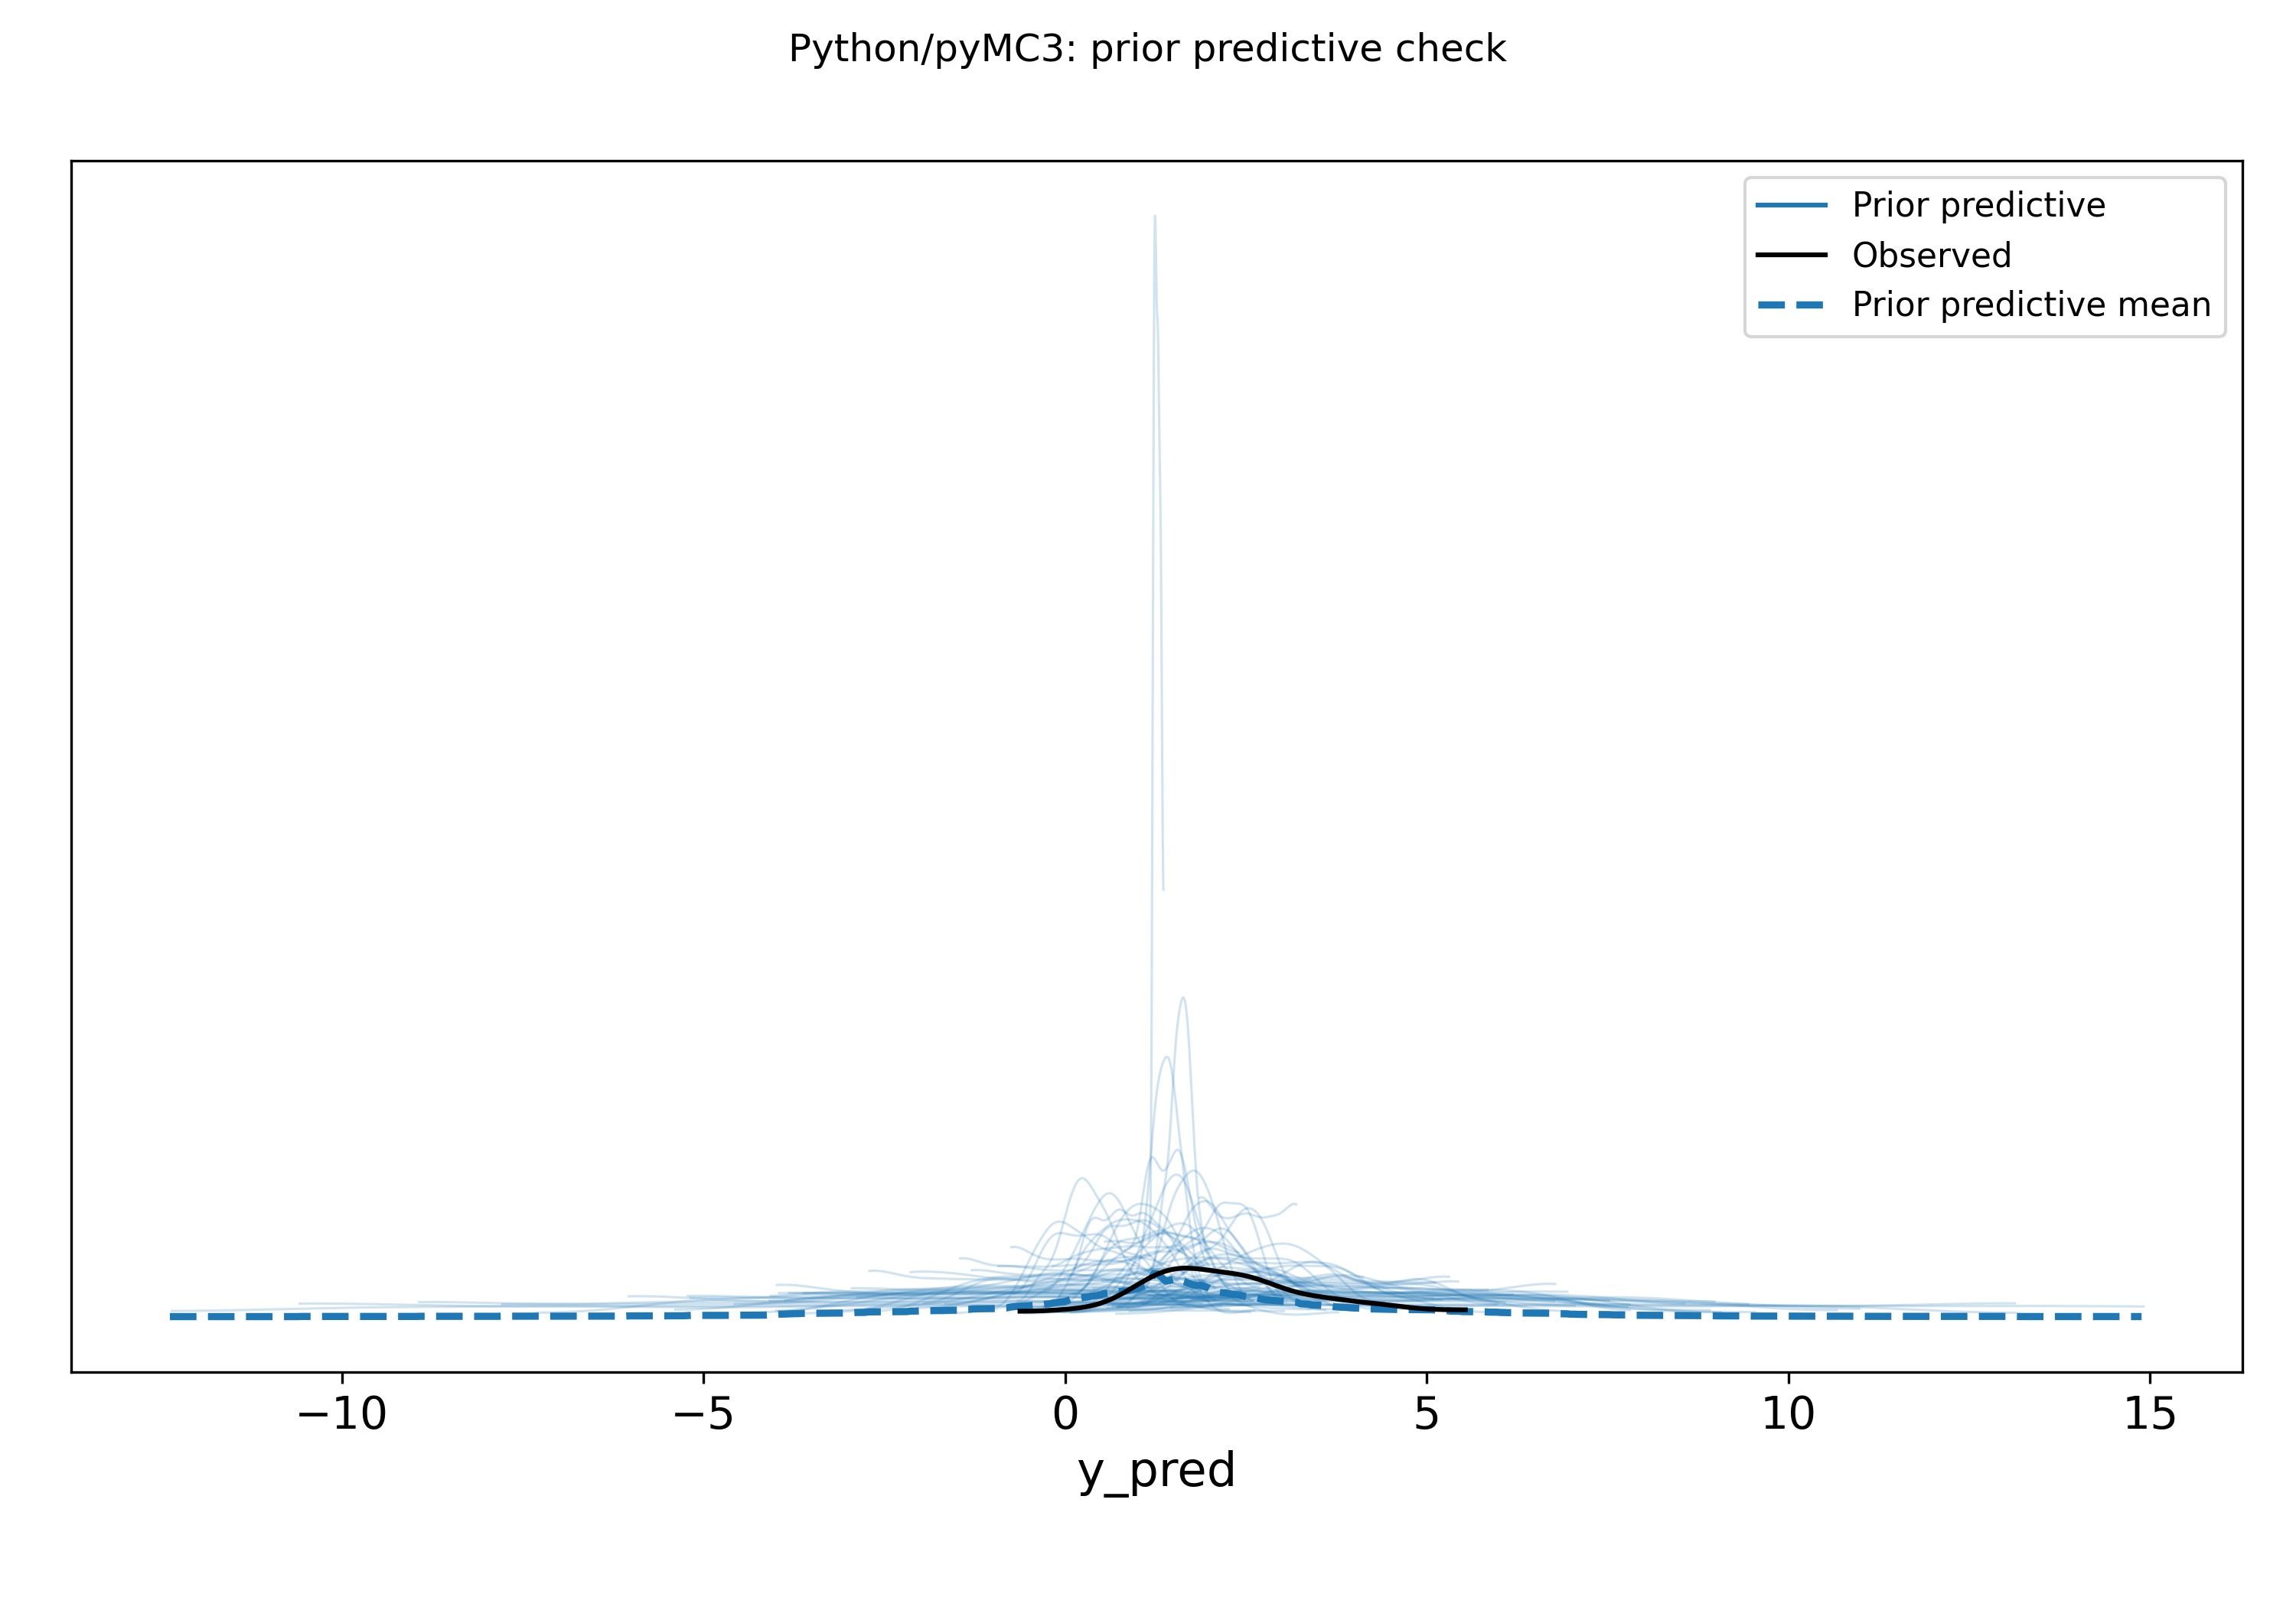 Python/pyMC3: prior predictive check
Prior predictive
Observed
Prior predictive mean
−10 −5 0 5 10 15
y_pred